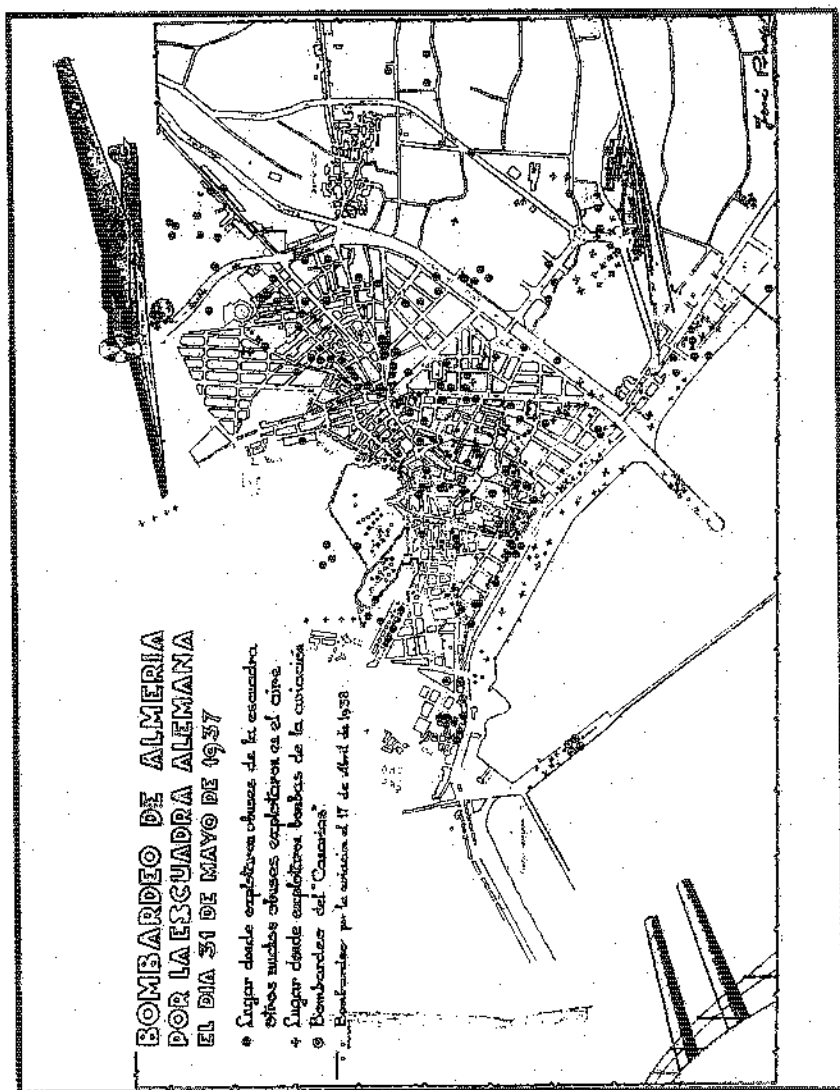 BOMBARDEO DE ALMERIA
POR LA ESCUADRA ALEMANA
EL DIA 31 DE MAYO DE 1937
Lugar donde explotaron obuses de la escuadra
otros muchos obuses explotaron en el aire
Lugar donde explotaron bombas de la aviación
Bombardeo del "Canarias".
Bombardeo por la aviacion el 17 de Abril de 1938
José